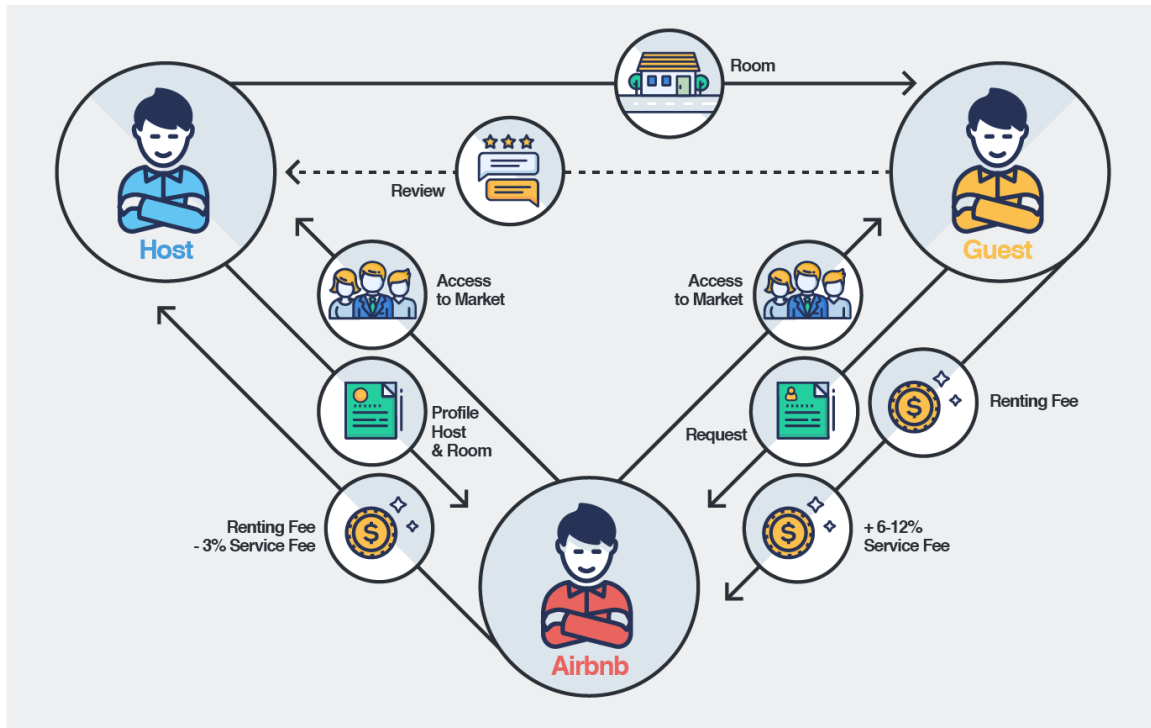 Room
Review
Host
Guest
Access
to Market
Access
to Market
Profile
Host
& Room
Request
Renting Fee
Renting Fee
- 3% Service Fee
+ 6-12%
Service Fee
Airbnb